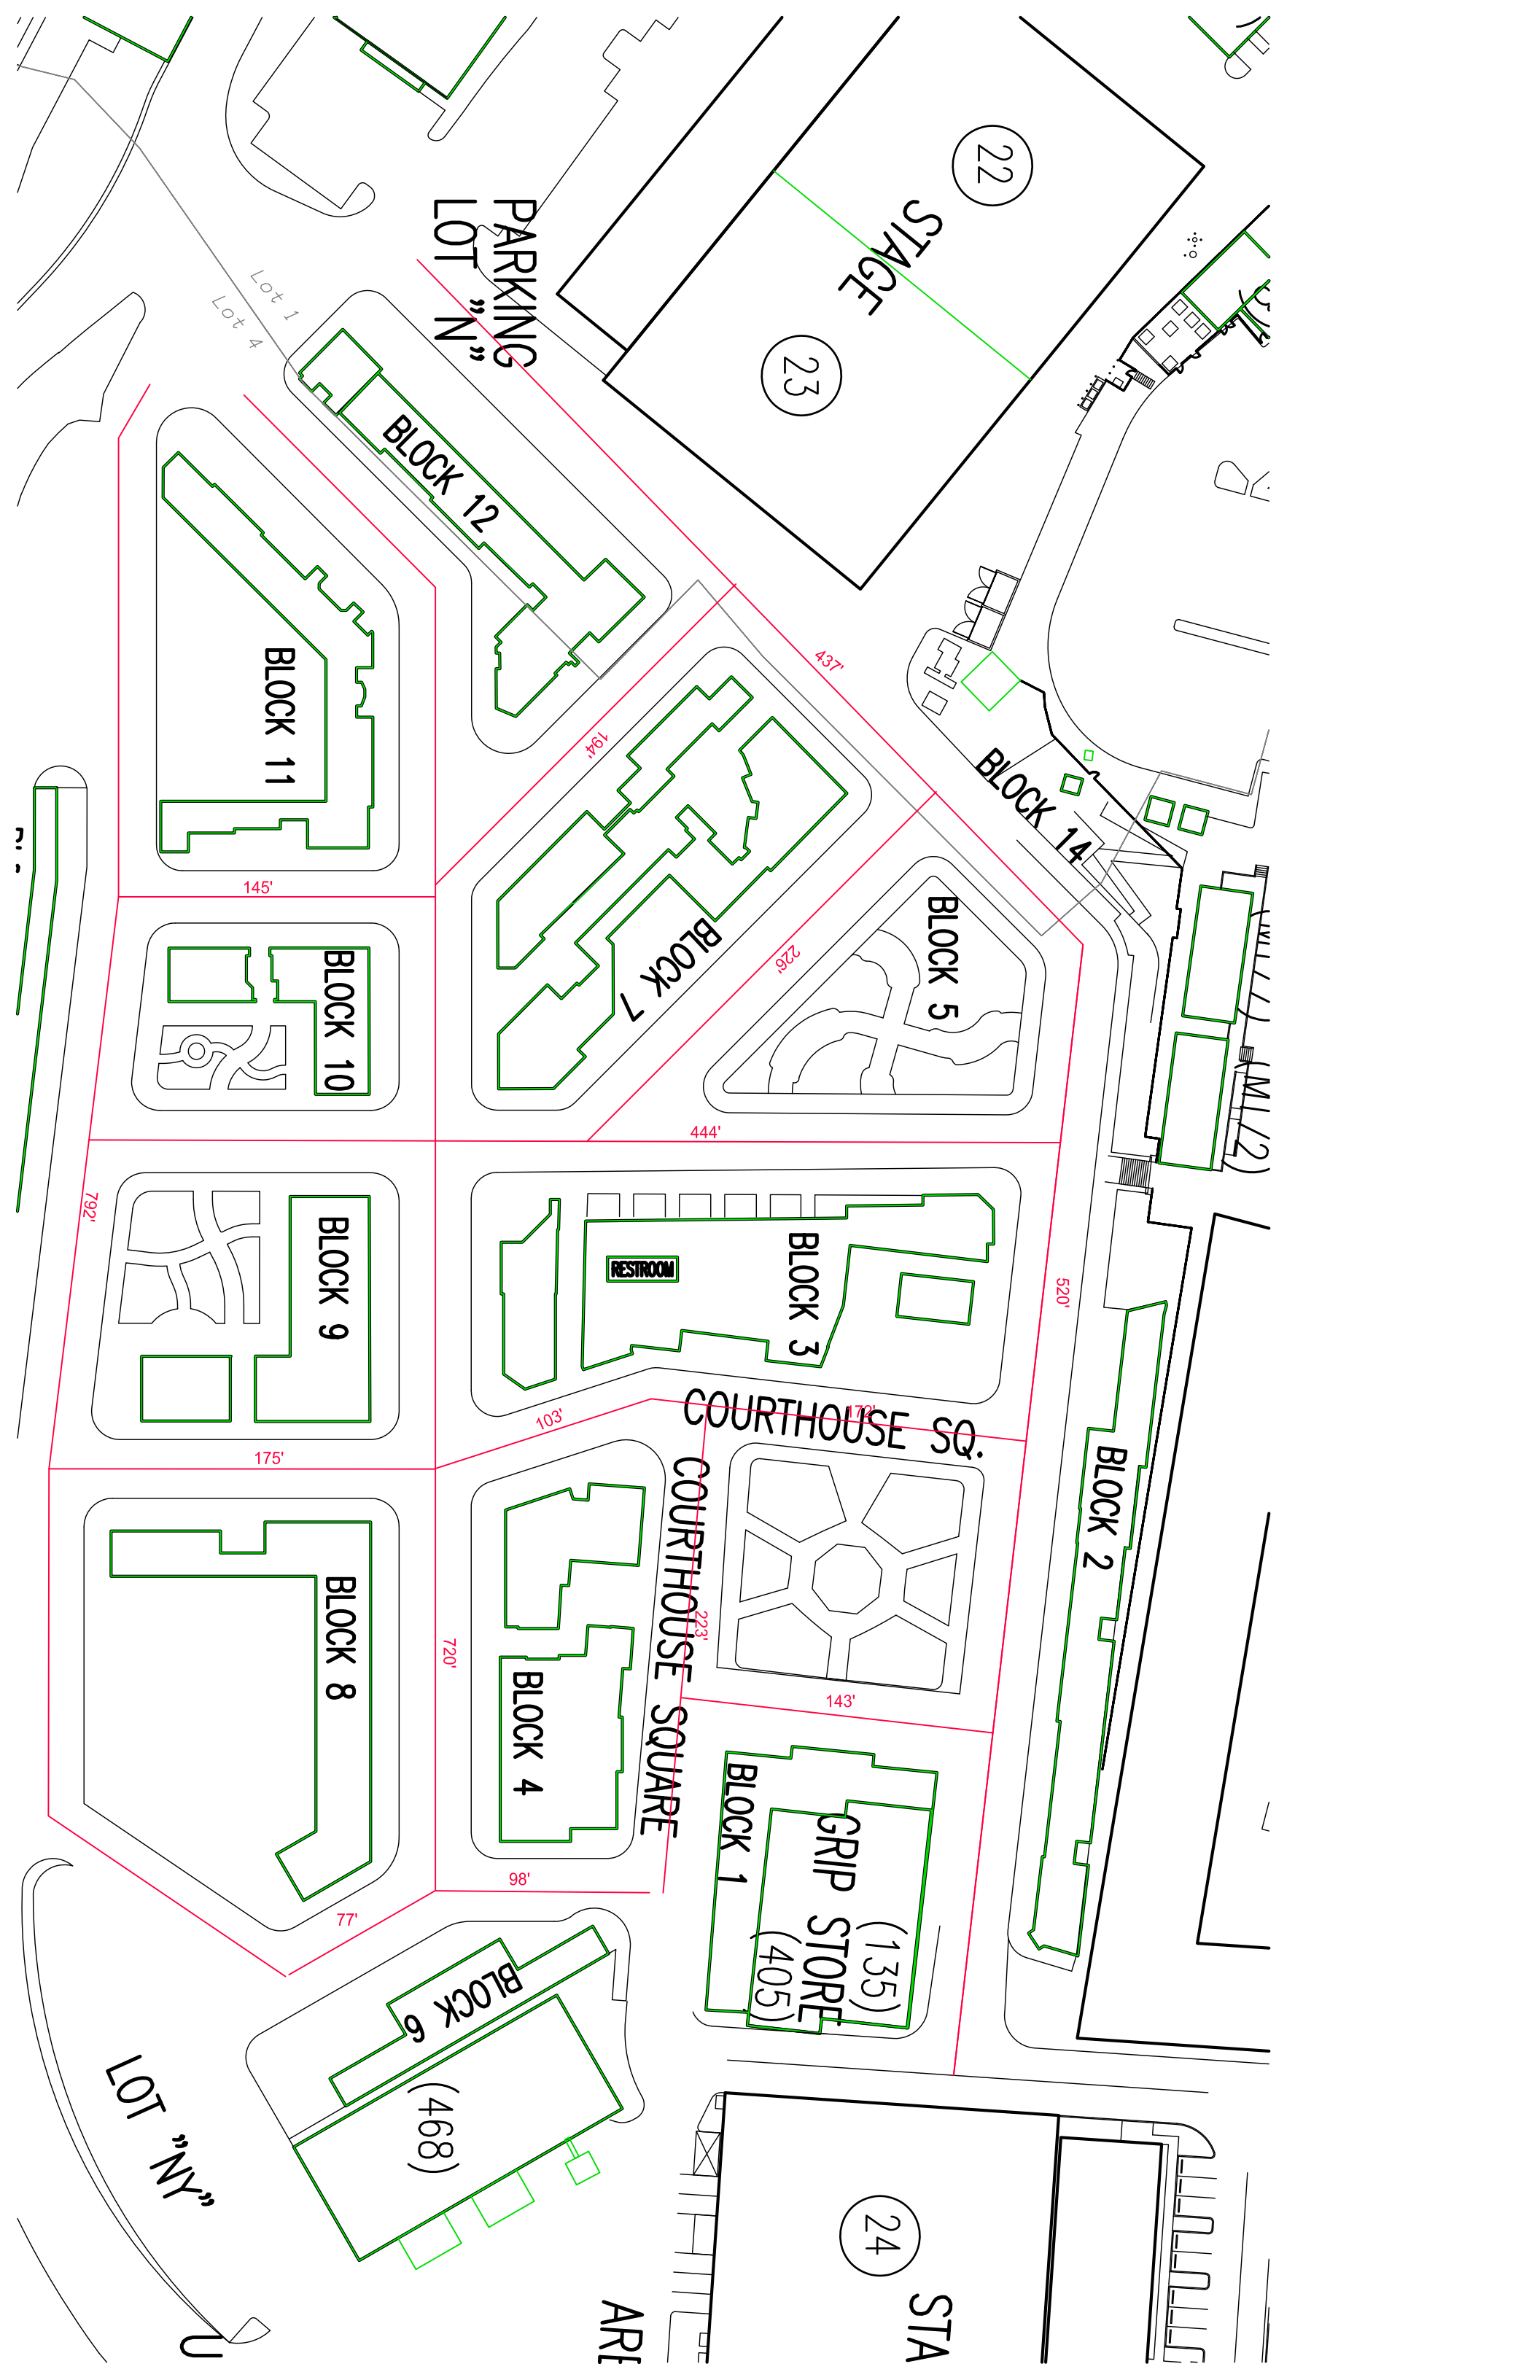 22
STAGE
23
PARKING
LOT "N"
Lot 1
Lot 4
BLOCK 12
BLOCK 11
437'
194'
BLOCK 14
BLOCK 7
BLOCK 5
226'
145'
BLOCK 10
444'
792'
BLOCK 9
RESTROOM
BLOCK 3
520'
COURTHOUSE SQ.
172'
103'
175'
BLOCK 2
COURTHOUSE SQUARE
223'
BLOCK 8
720'
BLOCK 4
143'
BLOCK 1
GRIP STORE
(135)
(405)
98'
77'
BLOCK 6
(468)
LOT "NY"
24
STA
ARE